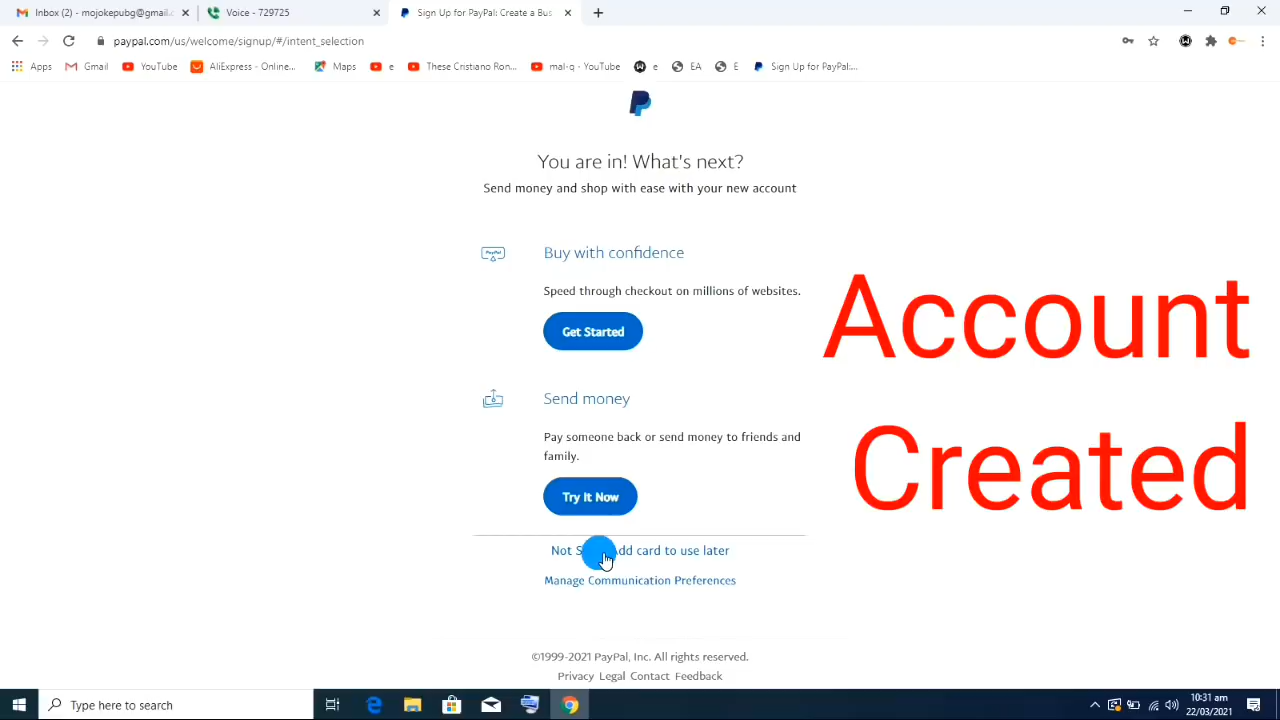 Inbox (2) - mojokepubg@gmail.c
Voice - 729725
Sign Up for PayPal: Create a Bus
paypal.com/us/welcome/signup/#/intent_selection
Apps
Gmail
YouTube
AliExpress - Online...
Maps
e
These Cristiano Ron...
mal-q - YouTube
e
EA
E
Sign Up for PayPal:...
You are in! What's next?
Send money and shop with ease with your new account
PayPal
Buy with confidence
Speed through checkout on millions of websites.
Get Started
Send money
Pay someone back or send money to friends and
family.
Try It Now
Not Add card to use later
Manage Communication Preferences
©1999-2021 PayPal, Inc. All rights reserved.
Privacy Legal Contact Feedback
Account
Created
Type here to search
10:31 am
22/03/2021